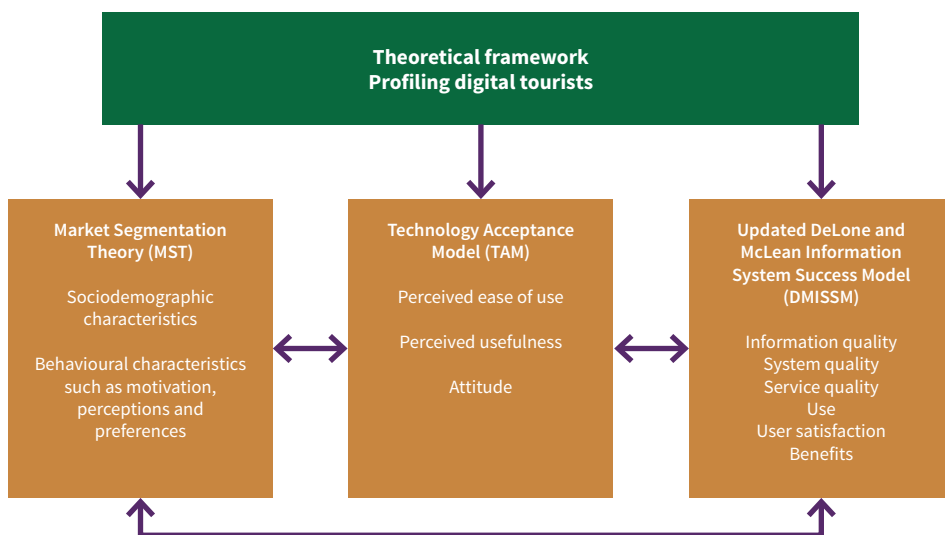 Theoretical framework
Profiling digital tourists
Market Segmentation
Theory (MST)
Sociodemographic
characteristics
Behavioural characteristics
such as motivation,
perceptions and
preferences
Technology Acceptance
Model (TAM)
Perceived ease of use
Perceived usefulness
Attitude
Updated DeLone and
McLean Information
System Success Model
(DMISSM)
Information quality
System quality
Service quality
Use
User satisfaction
Benefits